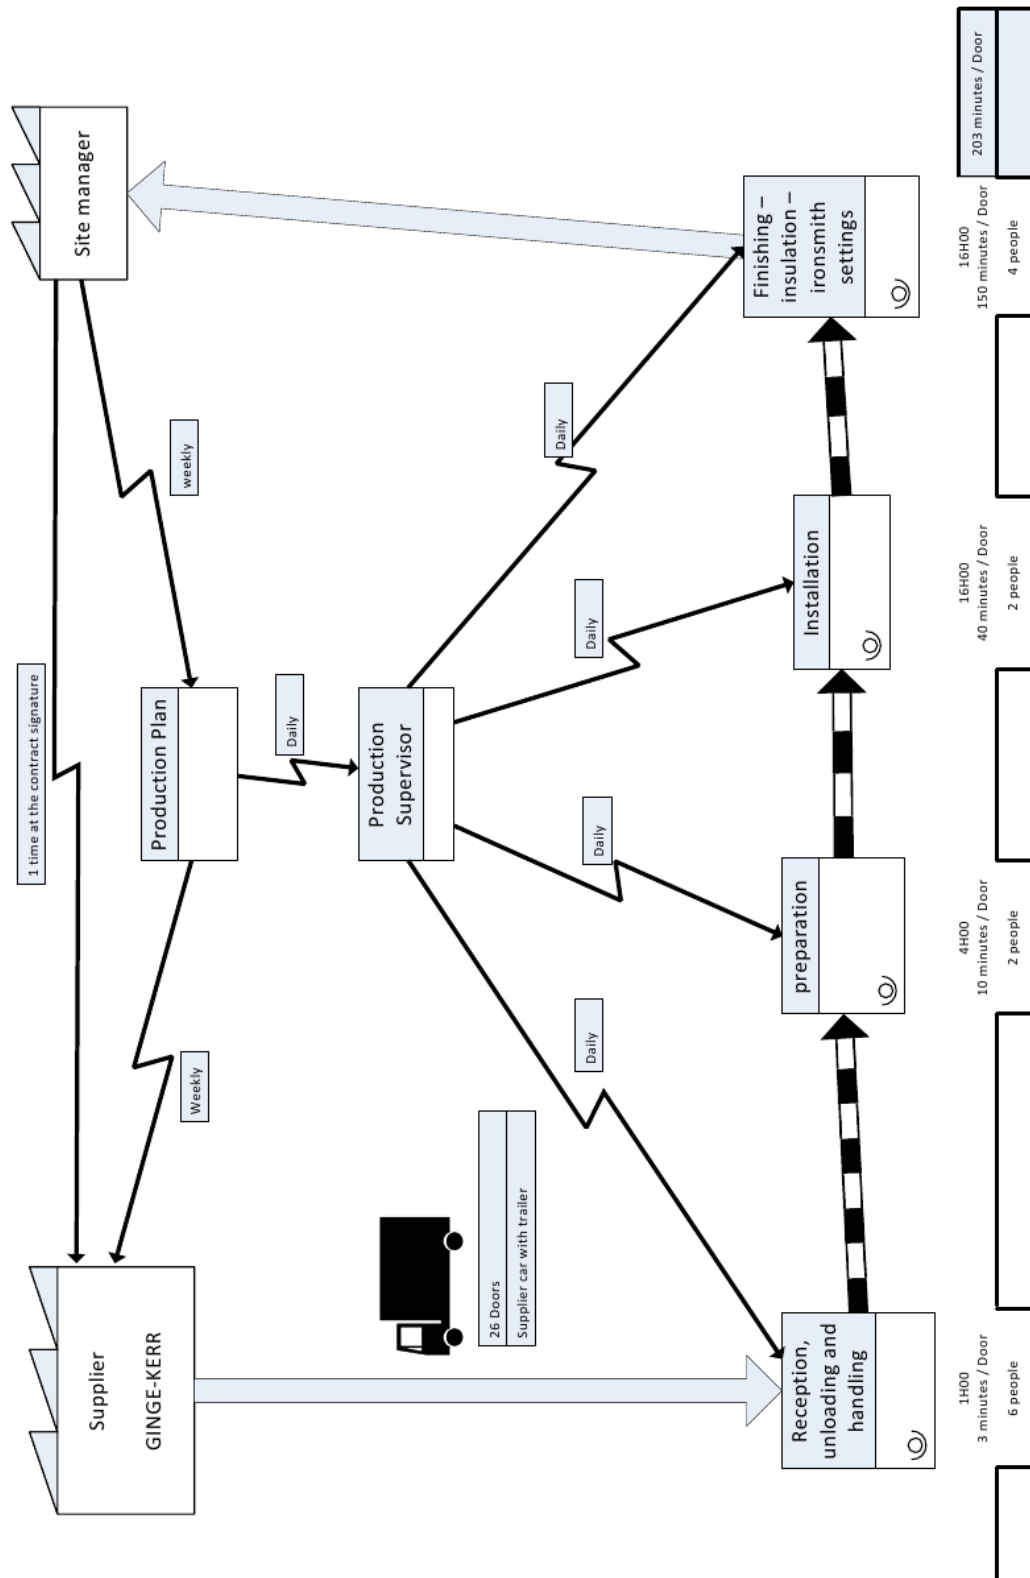 Supplier
GINGE-KERR
1 time at the contract signature
Site manager
Weekly
Production Plan
weekly
Daily
Production
Supervisor
26 Doors
Supplier car with trailer
Daily
Daily
Daily
Daily
Reception,
unloading and
handling
preparation
Installation
Finishing –
insulation –
ironsmith
settings
1H00
3 minutes / Door
6 people
4H00
10 minutes / Door
2 people
16H00
40 minutes / Door
2 people
16H00
150 minutes / Door
4 people
203 minutes / Door